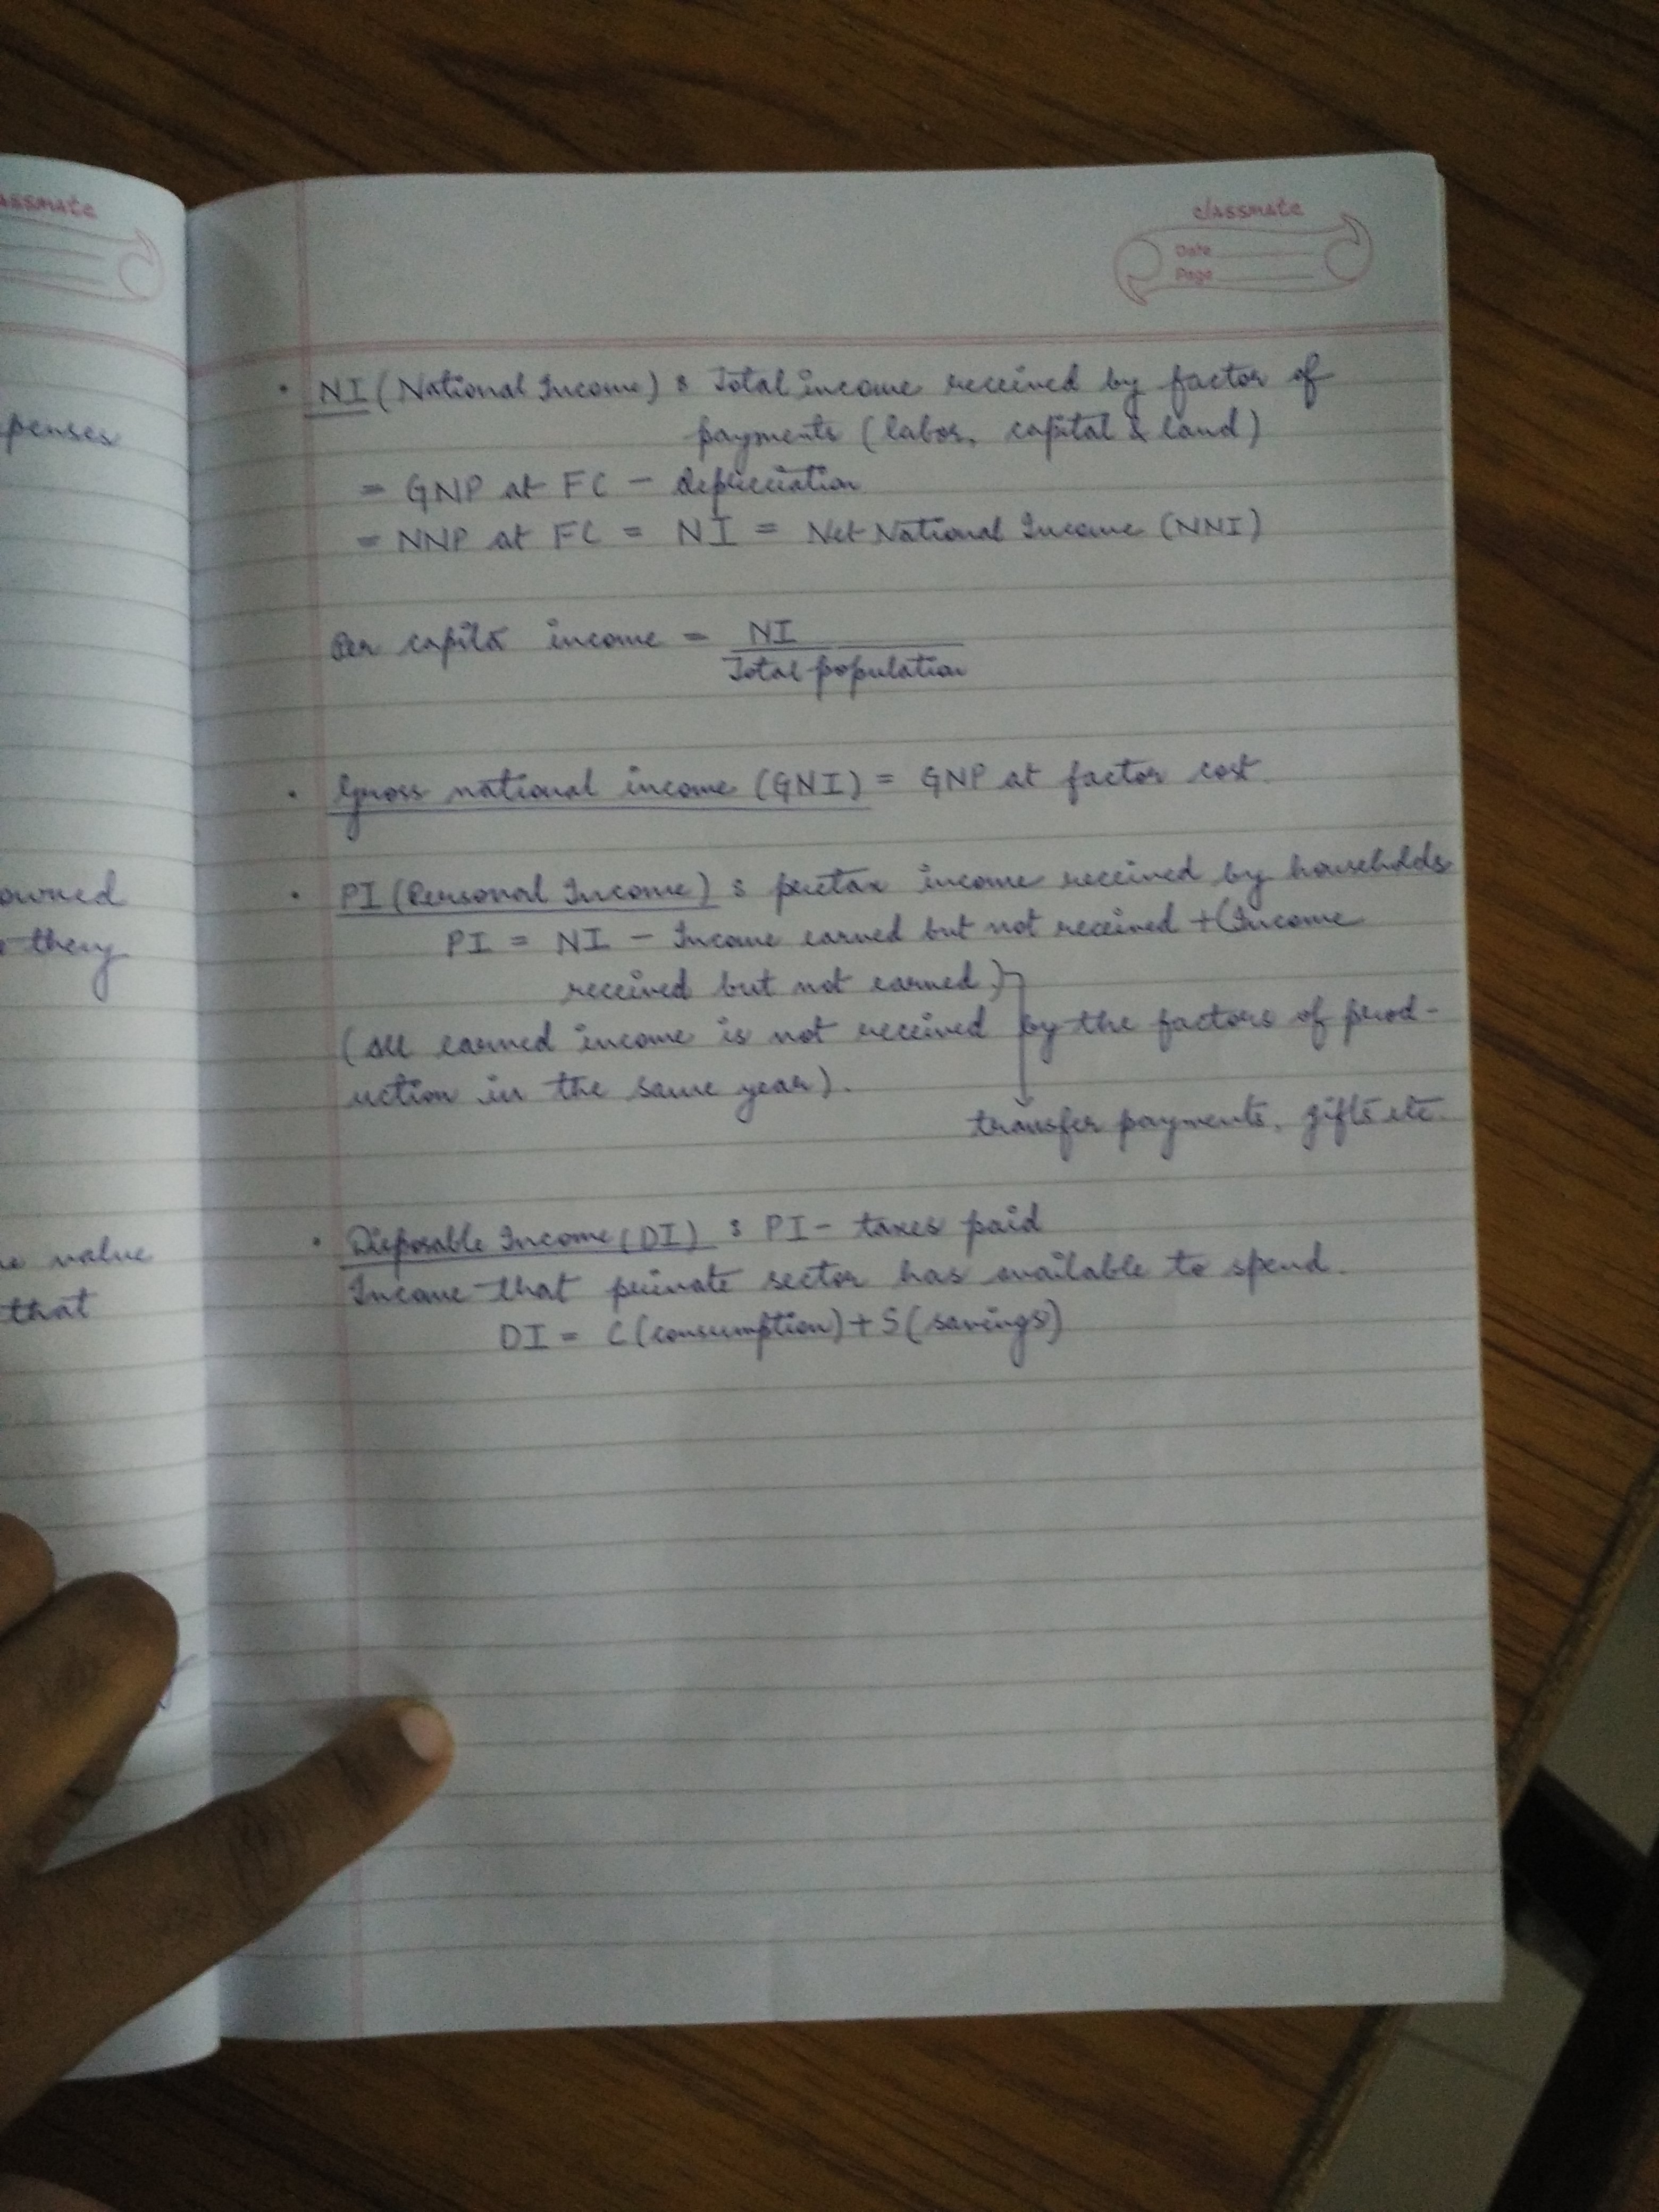 assmate
penses
owned
they
value
that
classmate
Date
Page
• NI (National Income) : Total income received by factor of
payments (labor, capital & land)
= GNP at FC - depreciation
= NNP at FC = NI = Net National Income (NNI)
Per capita income = NI
Total population
• Gross national income (GNI) = GNP at factor cost.
• PI (Personal Income) : pretax income received by households
PI = NI - Income earned but not received + (Income
received but not earned)
(All earned income is not received by the factors of prod-
uction in the same year).
transfer payments, gifts etc.
• Disposable Income (DI) : PI - taxes paid
Income that private sector has available to spend.
DI = C (consumption) + S (savings)